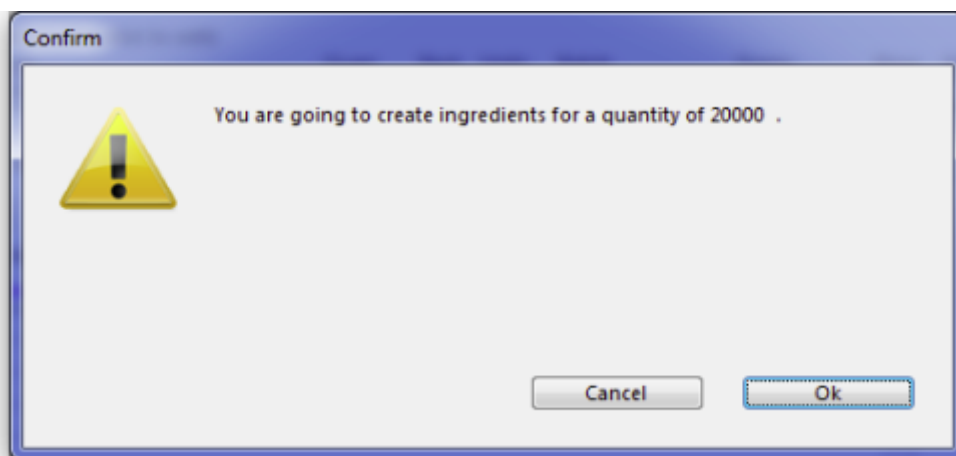 Confirm
You are going to create ingredients for a quantity of 20000  .
Cancel
Ok